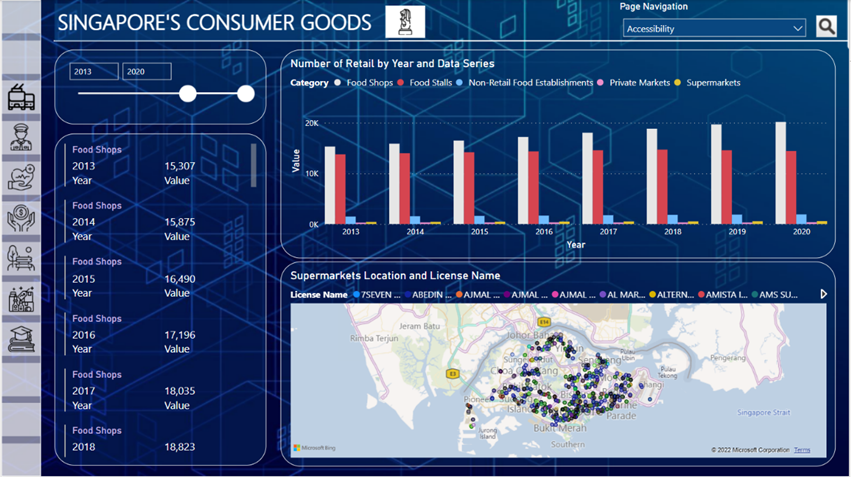 SINGAPORE'S CONSUMER GOODS
Page Navigation
Accessibility
2013 2020
Food Shops
2013 15,307
Year Value
Food Shops
2014 15,875
Year Value
Food Shops
2015 16,490
Year Value
Food Shops
2016 17,196
Year Value
Food Shops
2017 18,035
Year Value
Food Shops
2018 18,823
Number of Retail by Year and Data Series
Category Food Shops Food Stalls Non-Retail Food Establishments Private Markets Supermarkets
20K
10K
0K
Value
2013 2014 2015 2016 2017 2018 2019 2020
Year
Supermarkets Location and License Name
License Name 7SEVEN ... ABEDIN ... AJMAL ... AJMAL ... AJMAL ... AL MAR... ALTERN... AMISTA I... AMS SU...
E14
Jeram Batu
Rimba Terjun
Johor
Pulau
Ubin
Pengerang
E3
Pulau
Tekong
Pioneer
Parade
Singapore Strait
Jurong
Island
Bukit Merah
Southern
Microsoft Bing
© 2022 Microsoft Corporation Terms